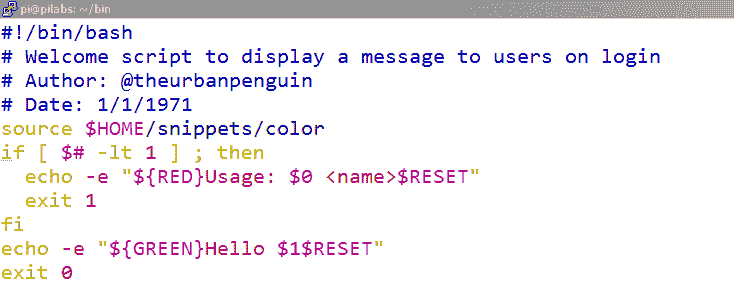 pi@pilabs: ~/bin
#!/bin/bash
# Welcome script to display a message to users on login
# Author: @theurbanpenguin
# Date: 1/1/1971
source $HOME/snippets/color
if [ $# -lt 1 ] ; then
  echo -e "${RED}Usage: $0 <name>$RESET"
  exit 1
fi
echo -e "${GREEN}Hello $1$RESET"
exit 0